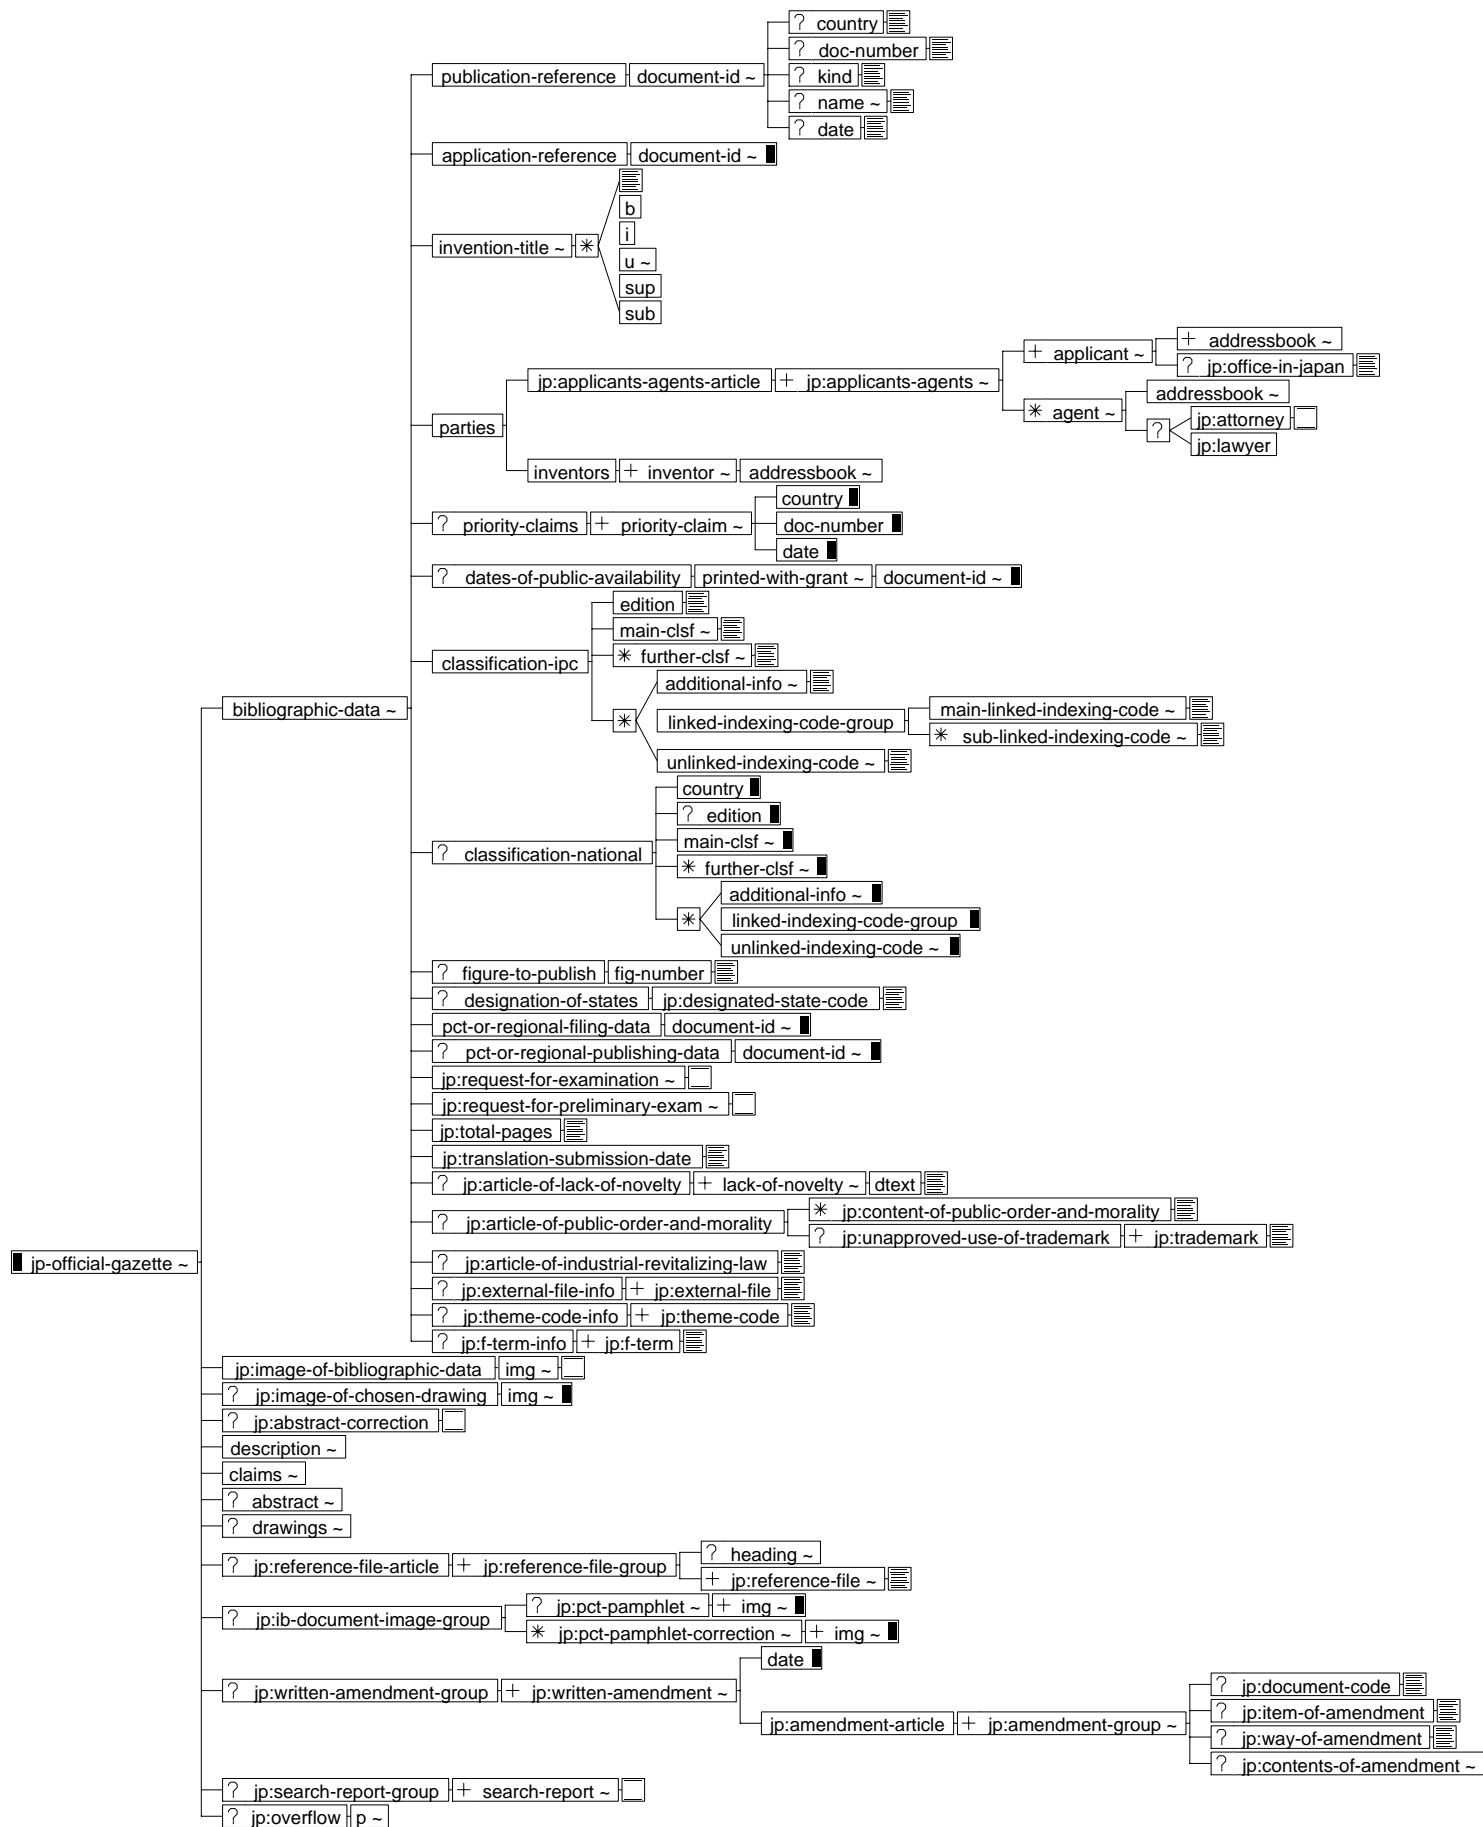 ? country
? doc-number
publication-reference document-id ~ ? kind
? name ~
? date
application-reference document-id ~
b
i
invention-title ~ *
u ~
sup
sub
+ addressbook ~
+ applicant ~
? jp:office-in-japan
jp:applicants-agents-article + jp:applicants-agents ~
addressbook ~
* agent ~
jp:attorney
parties
?
jp:lawyer
inventors + inventor ~ addressbook ~
country
? priority-claims + priority-claim ~ doc-number
date
? dates-of-public-availability printed-with-grant ~ document-id ~
edition
main-clsf ~
classification-ipc * further-clsf ~
additional-info ~
bibliographic-data ~
main-linked-indexing-code ~
* linked-indexing-code-group
* sub-linked-indexing-code ~
unlinked-indexing-code ~
country
? edition
main-clsf ~
? classification-national
* further-clsf ~
additional-info ~
* linked-indexing-code-group
unlinked-indexing-code ~
? figure-to-publish fig-number
? designation-of-states jp:designated-state-code
pct-or-regional-filing-data document-id ~
? pct-or-regional-publishing-data document-id ~
jp:request-for-examination ~
jp:request-for-preliminary-exam ~
jp:total-pages
jp:translation-submission-date
? jp:article-of-lack-of-novelty + lack-of-novelty ~ dtext
* jp:content-of-public-order-and-morality
? jp:article-of-public-order-and-morality
? jp:unapproved-use-of-trademark + jp:trademark
jp-official-gazette ~ ? jp:article-of-industrial-revitalizing-law
? jp:external-file-info + jp:external-file
? jp:theme-code-info + jp:theme-code
? jp:f-term-info + jp:f-term
jp:image-of-bibliographic-data img ~
? jp:image-of-chosen-drawing img ~
? jp:abstract-correction
description ~
claims ~
? abstract ~
? drawings ~
? heading ~
? jp:reference-file-article + jp:reference-file-group
+ jp:reference-file ~
? jp:pct-pamphlet ~ + img ~
? jp:ib-document-image-group
* jp:pct-pamphlet-correction ~ + img ~
date
? jp:document-code
? jp:written-amendment-group + jp:written-amendment ~
? jp:item-of-amendment
jp:amendment-article + jp:amendment-group ~
? jp:way-of-amendment
? jp:contents-of-amendment ~
? jp:search-report-group + search-report ~
? jp:overflow p ~